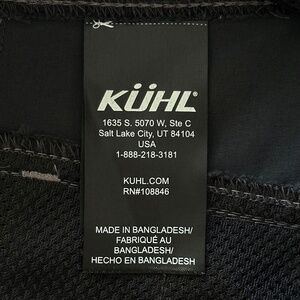 KÜHL®
1635 S. 5070 W, Ste C
Salt Lake City, UT 84104
USA
1-888-218-3181
KUHL.COM
RN#108846
MADE IN BANGLADESH/
FABRIQUÉ AU
BANGLADESH/
HECHO EN BANGLADESH